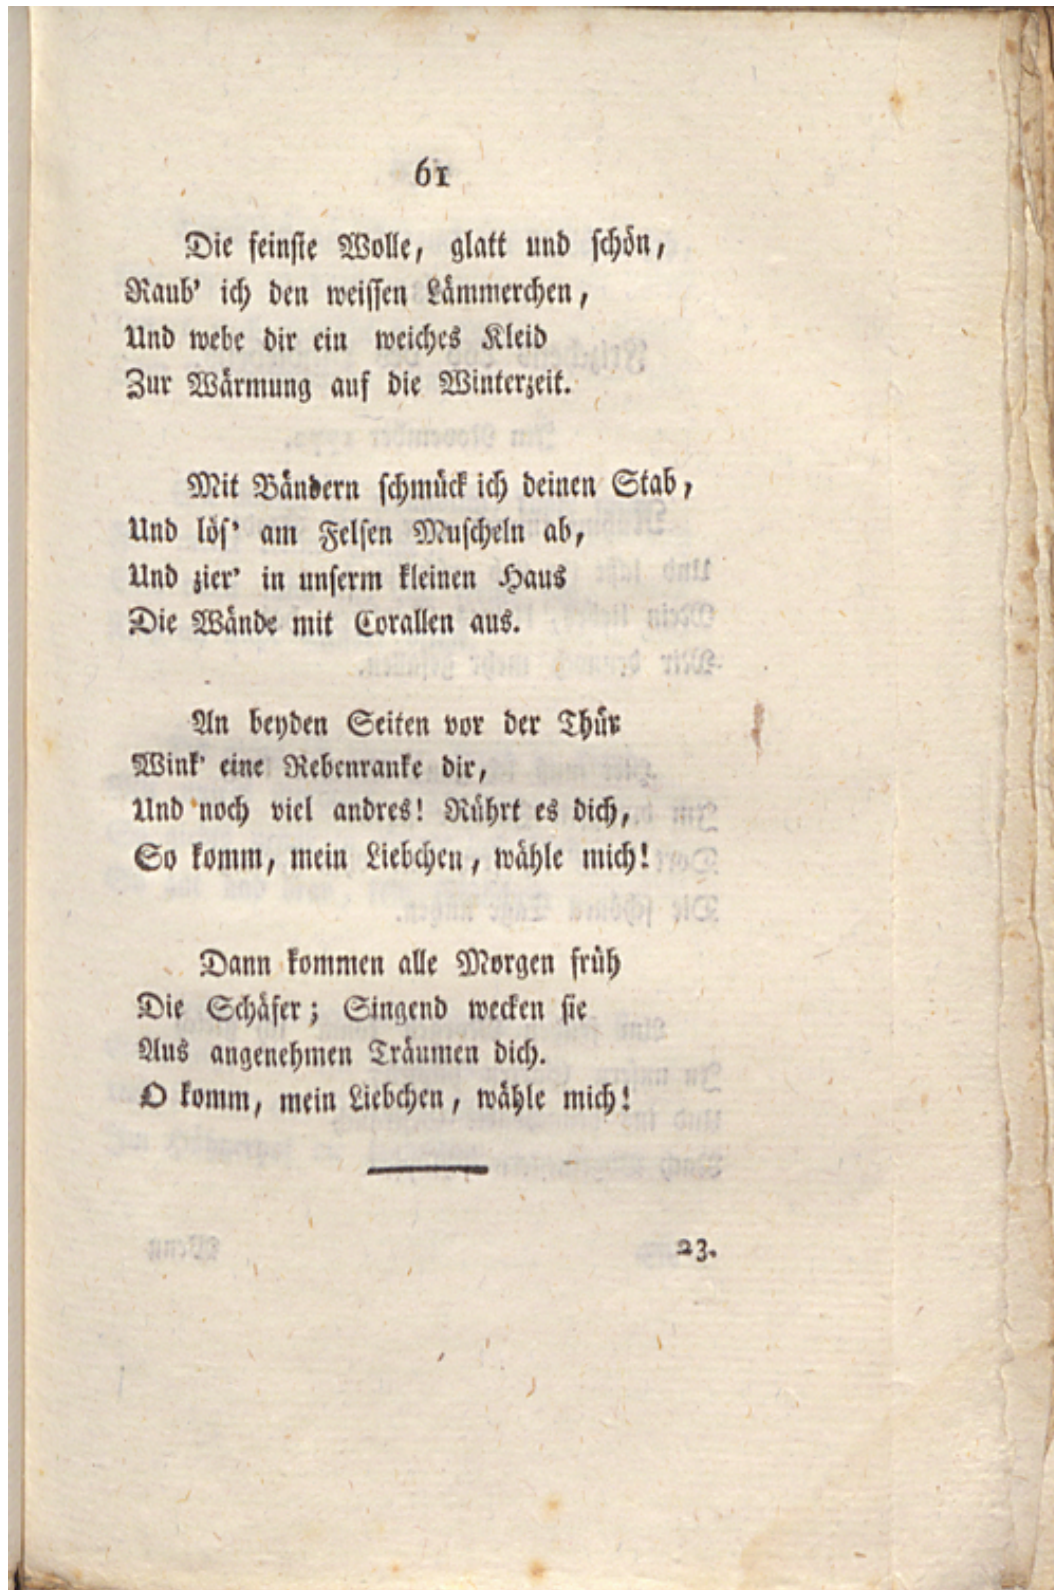 61
Die feinste Wolle, glatt und schön,
Raub' ich den weissen Lämmerchen,
Und webe dir ein weiches Kleid
Zur Wärmung auf die Winterzeit.
Mit Bändern schmück ich deinen Stab,
Und lös' am Felsen Muscheln ab,
Und zier' in unserm kleinen Haus
Die Wände mit Corallen aus.
An beyden Seiten vor der Thür
Wink' eine Rebenranke dir,
Und noch viel andres! Rührt es dich,
So komm, mein Liebchen, wähle mich!
Dann kommen alle Morgen früh
Die Schäfer; Singend wecken sie
Aus angenehmen Träumen dich.
O komm, mein Liebchen, wähle mich!
23.